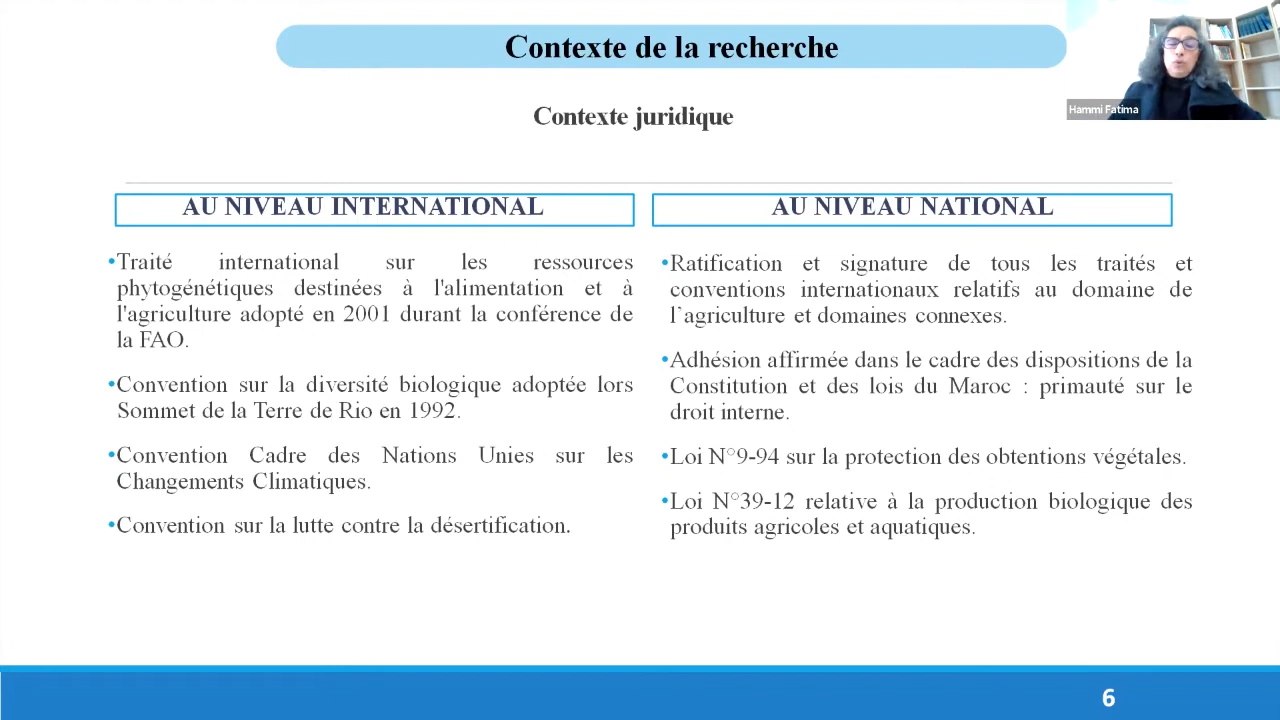 Contexte de la recherche
Hammi Fatima
Contexte juridique
AU NIVEAU INTERNATIONAL
•Traité international sur les ressources
phytogénétiques destinées à l'alimentation et à
l'agriculture adopté en 2001 durant la conférence de
la FAO.
•Convention sur la diversité biologique adoptée lors
Sommet de la Terre de Rio en 1992.
•Convention Cadre des Nations Unies sur les
Changements Climatiques.
•Convention sur la lutte contre la désertification.
AU NIVEAU NATIONAL
•Ratification et signature de tous les traités et
conventions internationaux relatifs au domaine de
l’agriculture et domaines connexes.
•Adhésion affirmée dans le cadre des dispositions de la
Constitution et des lois du Maroc : primauté sur le
droit interne.
•Loi N°9-94 sur la protection des obtentions végétales.
•Loi N°39-12 relative à la production biologique des
produits agricoles et aquatiques.
6